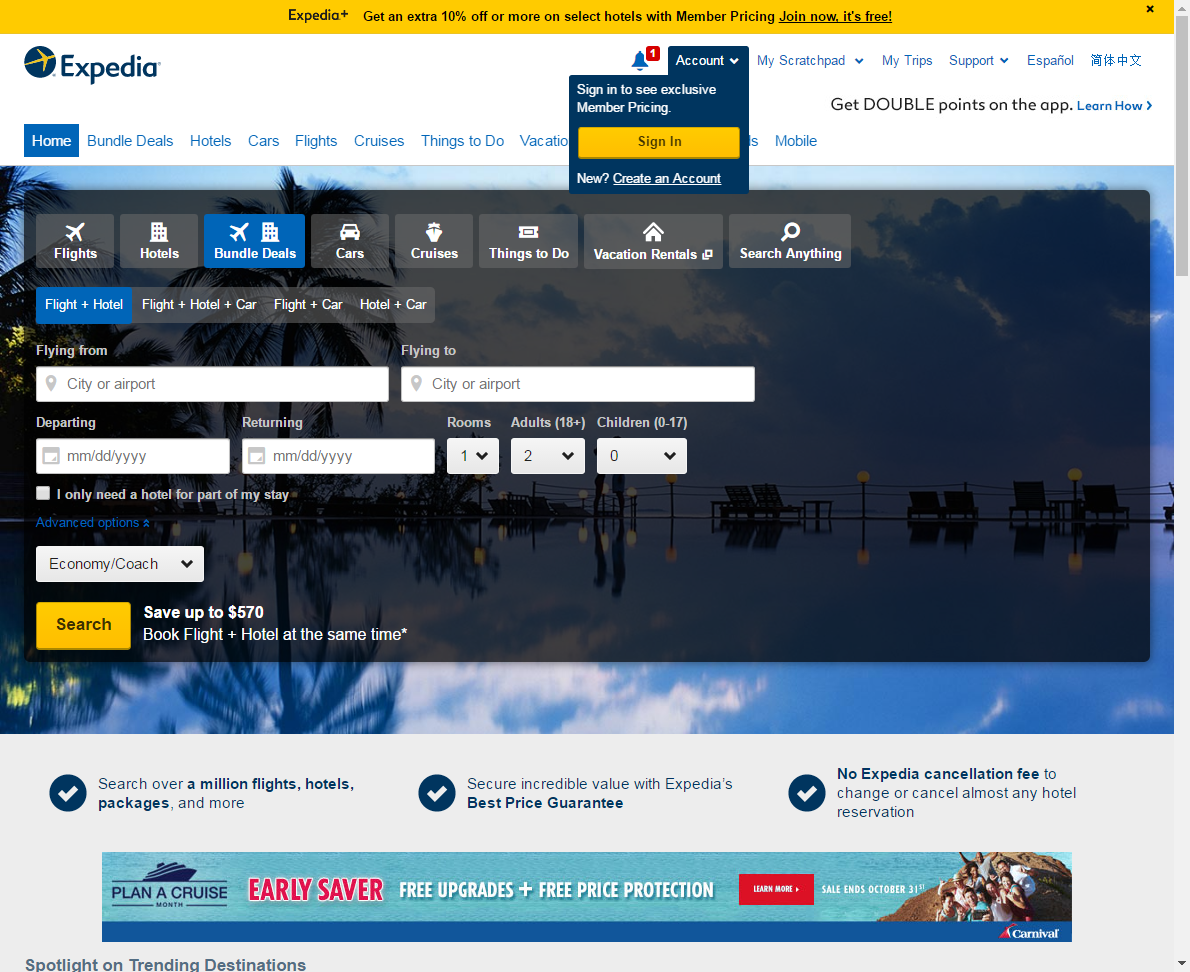 Expedia+ Get an extra 10% off or more on select hotels with Member Pricing Join now, it's free!
Expedia
1
Account
My Scratchpad
My Trips
Support
Español
简体中文
Sign in to see exclusive
Member Pricing.
Sign In
New? Create an Account
Get DOUBLE points on the app. Learn How
Home
Bundle Deals
Hotels
Cars
Flights
Cruises
Things to Do
Vacatio
ls
Mobile
Flights
Hotels
Bundle Deals
Cars
Cruises
Things to Do
Vacation Rentals
Search Anything
Flight + Hotel
Flight + Hotel + Car
Flight + Car
Hotel + Car
Flying from
Flying to
City or airport
City or airport
Departing
Returning
Rooms
Adults (18+)
Children (0-17)
mm/dd/yyyy
mm/dd/yyyy
1
2
0
I only need a hotel for part of my stay
Advanced options
Economy/Coach
Search
Save up to $570
Book Flight + Hotel at the same time*
Search over a million flights, hotels,
packages, and more
Secure incredible value with Expedia's
Best Price Guarantee
No Expedia cancellation fee to
change or cancel almost any hotel
reservation
PLAN A CRUISE
MONTH
EARLY SAVER
FREE UPGRADES + FREE PRICE PROTECTION
LEARN MORE
SALE ENDS OCTOBER 31ST
Carnival
Spotlight on Trending Destinations